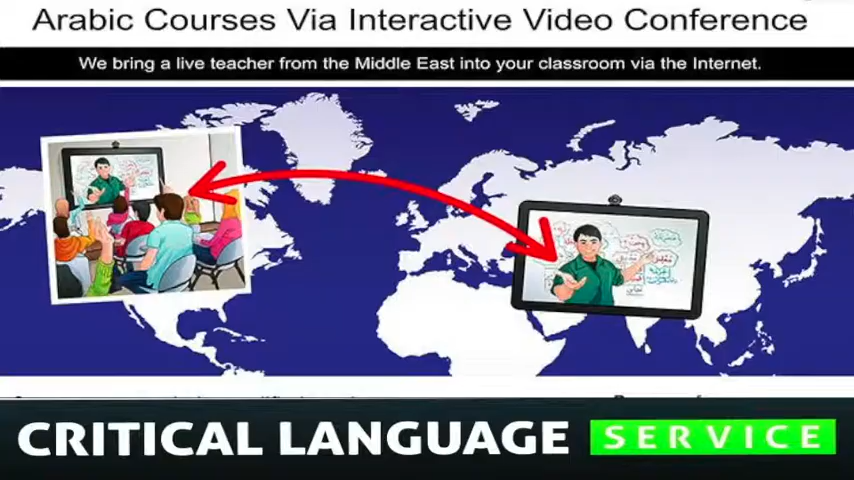 Arabic Courses Via Interactive Video Conference
We bring a live teacher from the Middle East into your classroom via the Internet.
CRITICAL LANGUAGE SERVICE